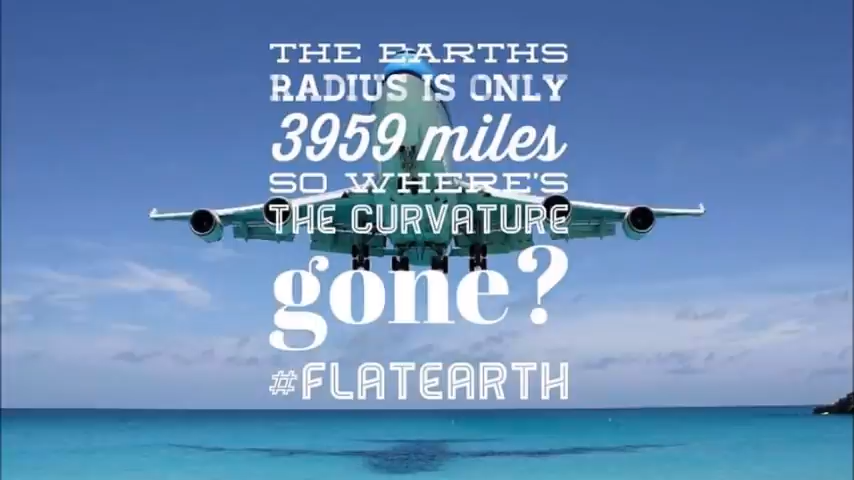 THE EARTHS
RADIUS IS ONLY
3959 miles
SO WHERE'S
THE CURVATURE
gone?
#FLATEARTH